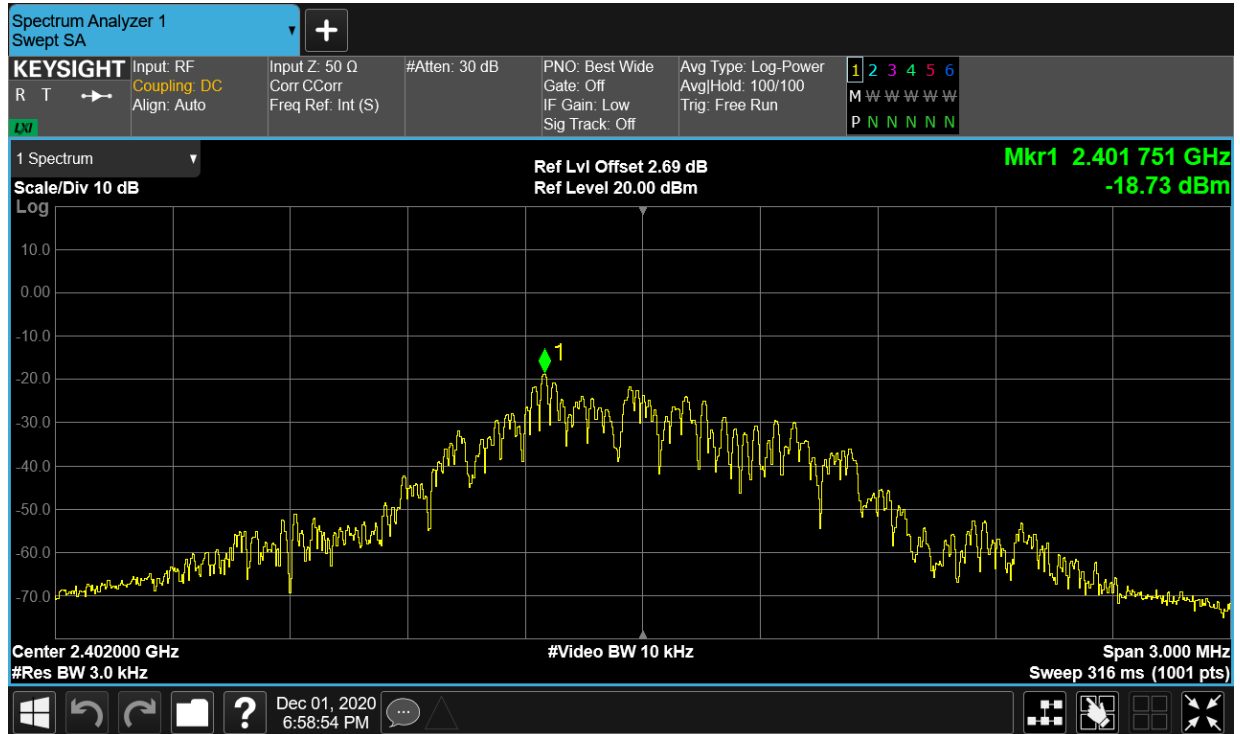 Spectrum Analyzer 1
Swept SA
KEYSIGHT
R T
LXI
Input: RF
Coupling: DC
Align: Auto
Input Z: 50 Ω
Corr CCorr
Freq Ref: Int (S)
#Atten: 30 dB
PNO: Best Wide
Gate: Off
IF Gain: Low
Sig Track: Off
Avg Type: Log-Power
Avg|Hold: 100/100
Trig: Free Run
1 2 3 4 5 6
M W W W W W
P N N N N N
1 Spectrum
Scale/Div 10 dB
Log
Ref Lvl Offset 2.69 dB
Ref Level 20.00 dBm
Mkr1 2.401 751 GHz
-18.73 dBm
10.0
0.00
-10.0
1
-20.0
-30.0
-40.0
-50.0
-60.0
-70.0
Center 2.402000 GHz
#Video BW 10 kHz
Span 3.000 MHz
#Res BW 3.0 kHz
Sweep 316 ms (1001 pts)
?
Dec 01, 2020
6:58:54 PM